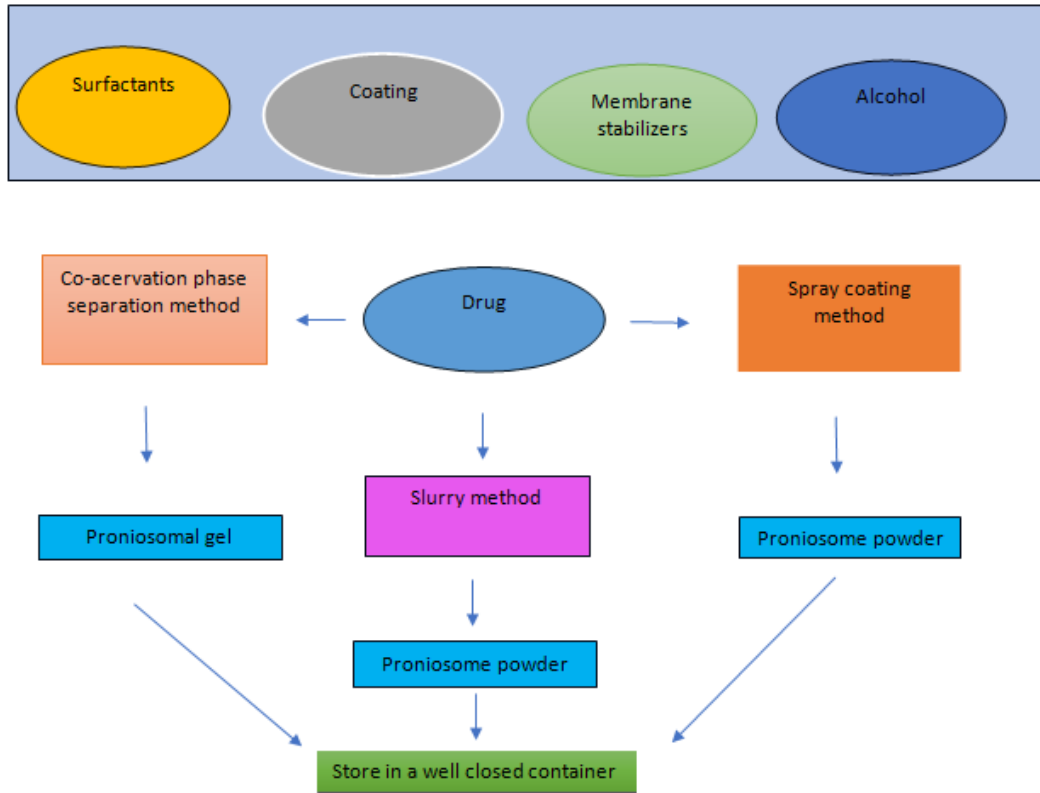 Surfactants
Coating
Membrane
stabilizers
Alcohol
Co-acervation phase
separation method
Drug
Spray coating
method
Slurry method
Proniosomal gel
Proniosome powder
Proniosome powder
Store in a well closed container